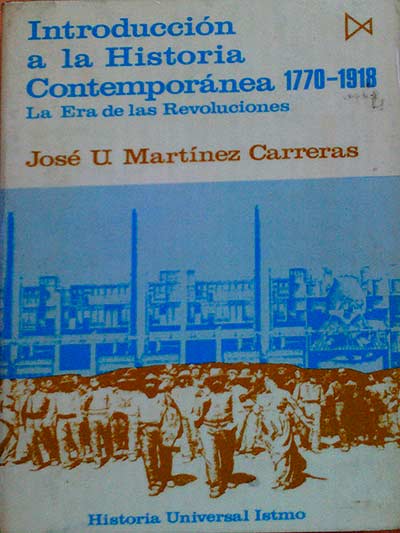 Introducción
a la Historia
Contemporánea 1770-1918
La Era de las Revoluciones
José U. Martínez Carreras
Historia Universal Istmo